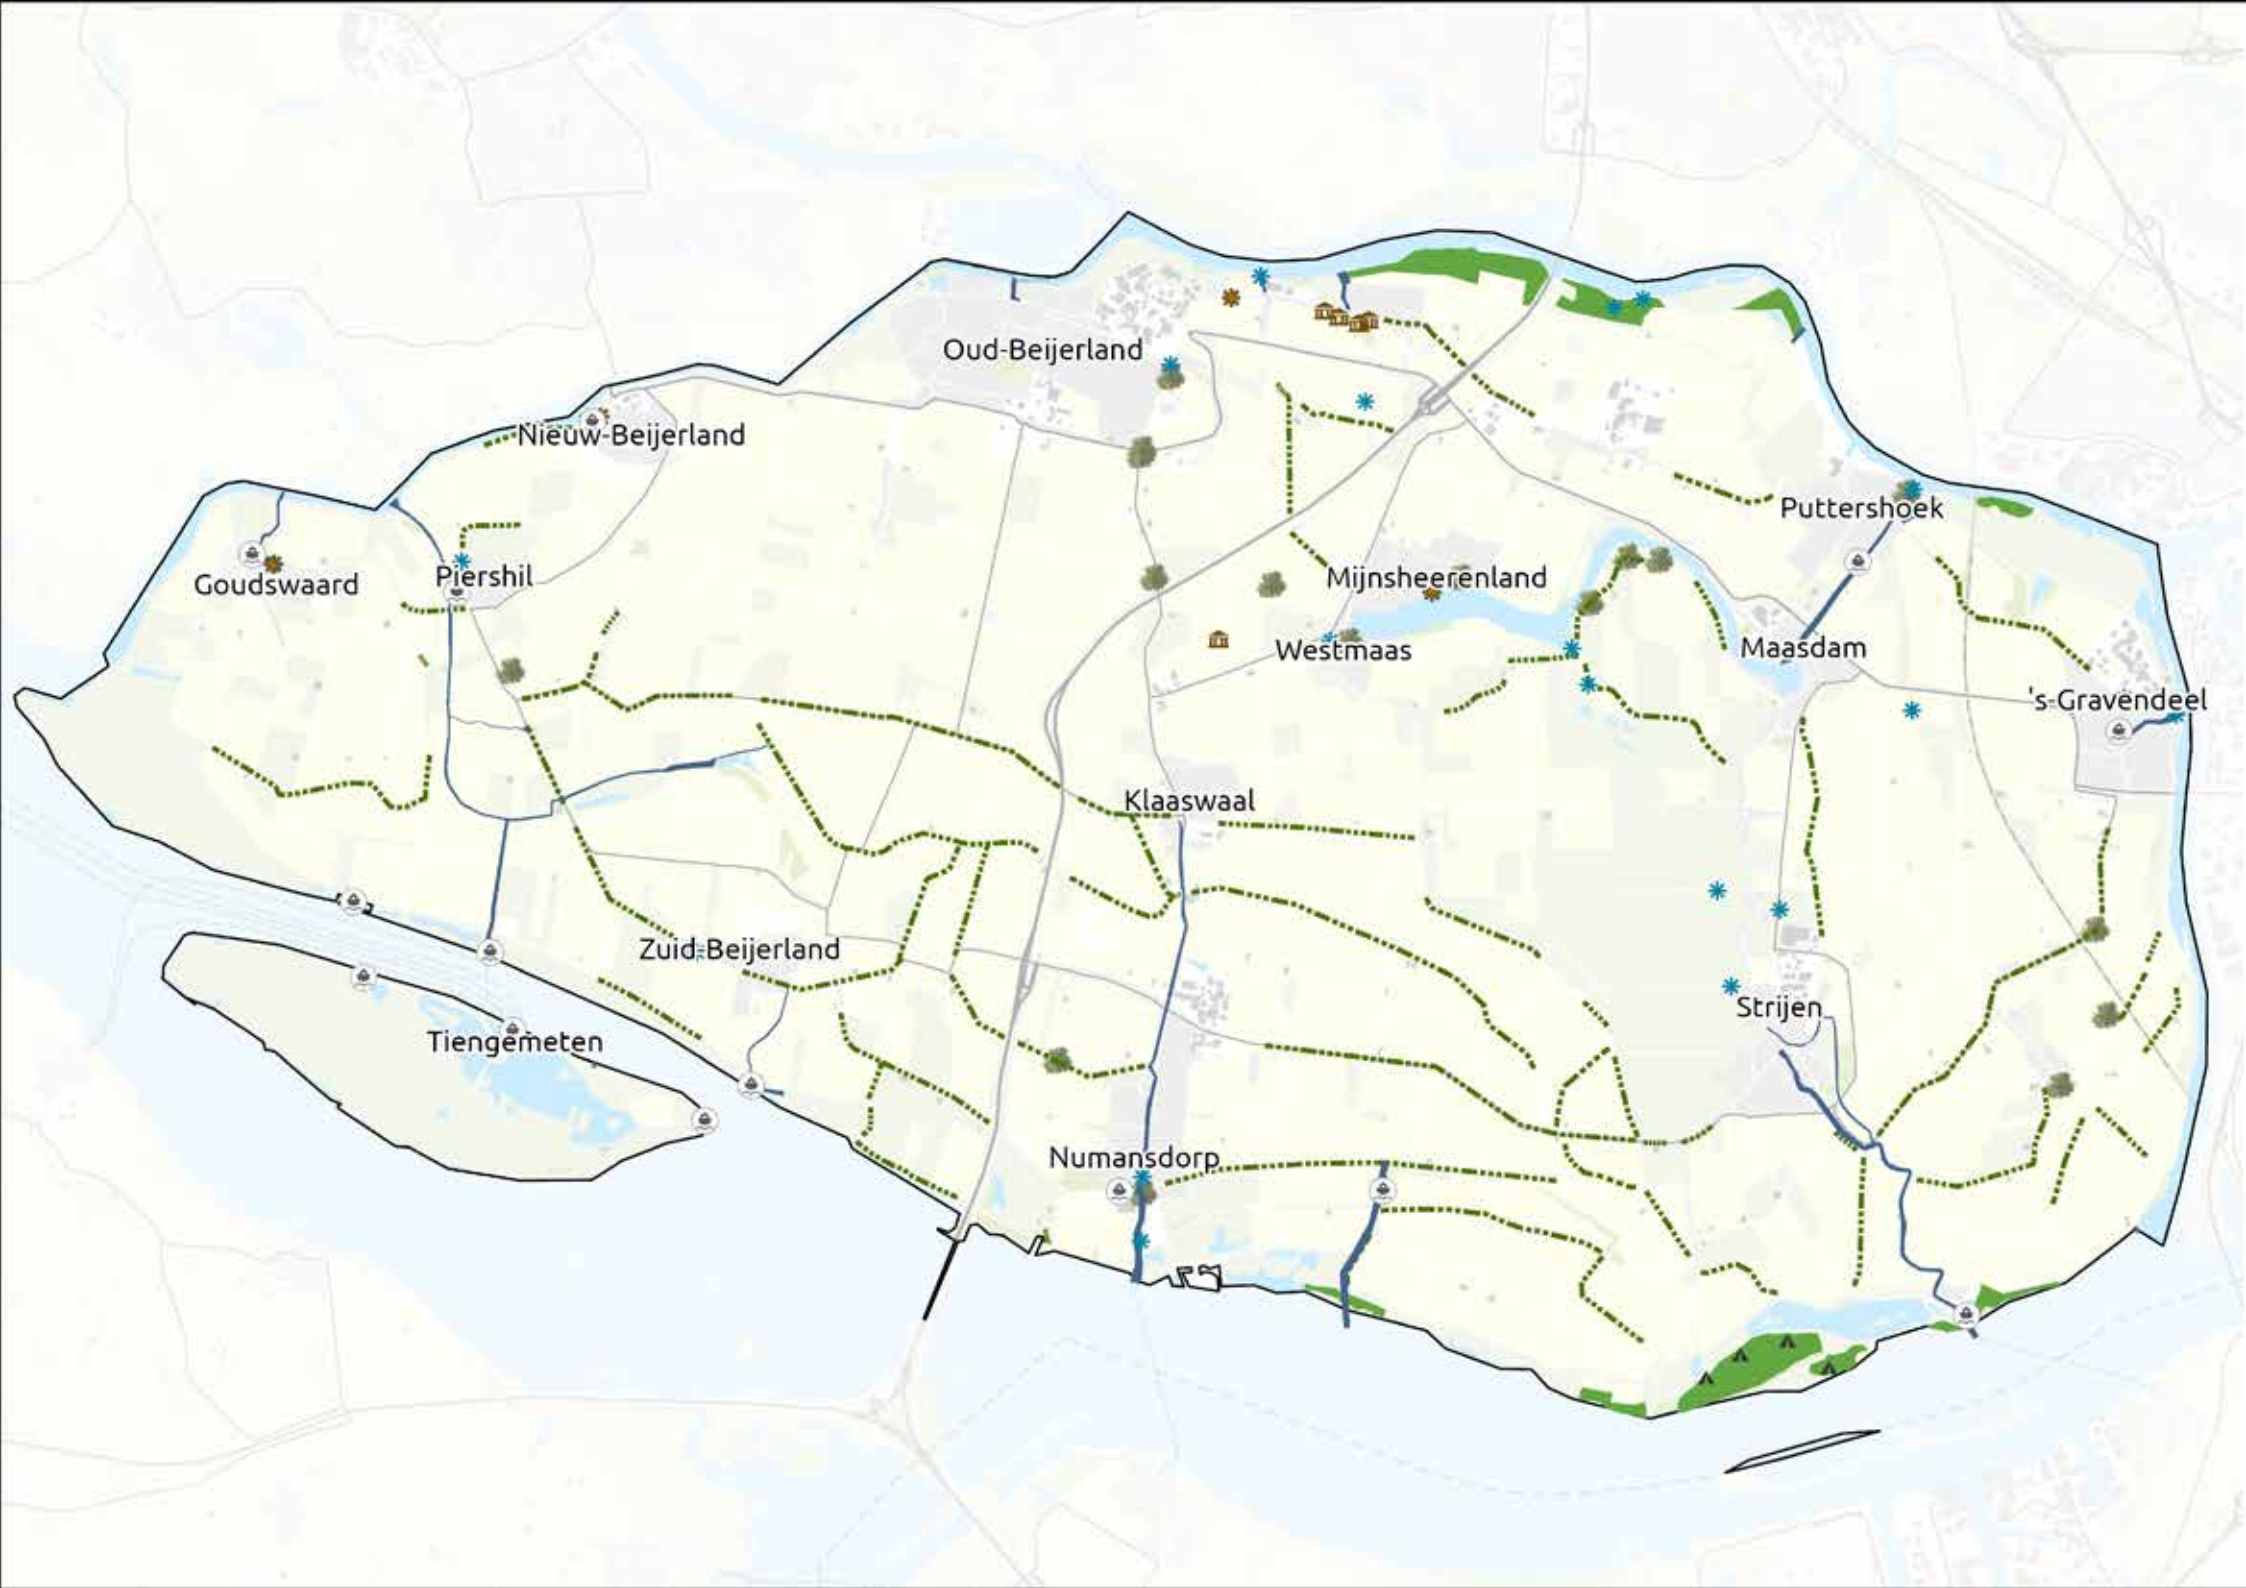 Oud-Beijerland
Nieuw-Beijerland
Puttershoek
Goudswaard
Piershil
Mijnsheerenland
Westmaas
Maasdam
's-Gravendeel
Klaaswaal
Zuid-Beijerland
Strijen
Tiengemeten
Numansdorp